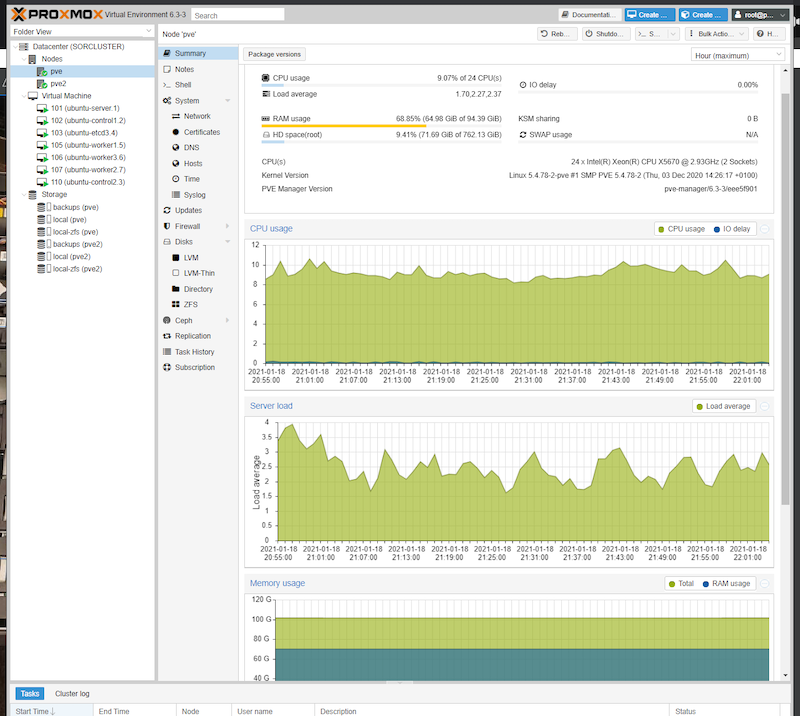 PROXMOX Virtual Environment 6.3-3 Search Documentati... Create ... Create ... root@p...
Folder View
Datacenter (SORCLUSTER)
Nodes
pve
pve2
Virtual Machine
101 (ubuntu-server.1)
102 (ubuntu-control1.2)
103 (ubuntu-etcd3.4)
105 (ubuntu-worker1.5)
106 (ubuntu-worker3.6)
107 (ubuntu-worker2.7)
110 (ubuntu-control2.3)
Storage
backups (pve)
local (pve)
local-zfs (pve)
backups (pve2)
local (pve2)
local-zfs (pve2)
Node 'pve' Reb... Shutdo... S... Bulk Actio... H...
Summary
Notes
Shell
System
Network
Certificates
DNS
Hosts
Time
Syslog
Updates
Firewall
Disks
LVM
LVM-Thin
Directory
ZFS
Ceph
Replication
Task History
Subscription
Package versions Hour (maximum)
CPU usage 9.07% of 24 CPU(s) IO delay 0.00%
Load average 1.70,2.27,2.37
RAM usage 68.85% (64.98 GiB of 94.39 GiB) KSM sharing 0 B
HD space(root) 9.41% (71.69 GiB of 762.13 GiB) SWAP usage N/A
CPU(s) 24 x Intel(R) Xeon(R) CPU X5670 @ 2.93GHz (2 Sockets)
Kernel Version Linux 5.4.78-2-pve #1 SMP PVE 5.4.78-2 (Thu, 03 Dec 2020 14:26:17 +0100)
PVE Manager Version pve-manager/6.3-3/eee5f901
CPU usage CPU usage IO delay
12
10
8
6
4
2
0
2021-01-18 2021-01-18 2021-01-18 2021-01-18 2021-01-18 2021-01-18 2021-01-18 2021-01-18 2021-01-18 2021-01-18 2021-01-18 2021-01-18
20:55:00 21:01:00 21:07:00 21:13:00 21:19:00 21:25:00 21:31:00 21:37:00 21:43:00 21:49:00 21:55:00 22:01:00
Server load Load average
Load average
4
3.5
3
2.5
2
1.5
1
0.5
0
2021-01-18 2021-01-18 2021-01-18 2021-01-18 2021-01-18 2021-01-18 2021-01-18 2021-01-18 2021-01-18 2021-01-18 2021-01-18 2021-01-18
20:55:00 21:01:00 21:07:00 21:13:00 21:19:00 21:25:00 21:31:00 21:37:00 21:43:00 21:49:00 21:55:00 22:01:00
Memory usage Total RAM usage
120 G
100 G
80 G
60 G
40 G
Tasks Cluster log
Start Time End Time Node User name Description Status